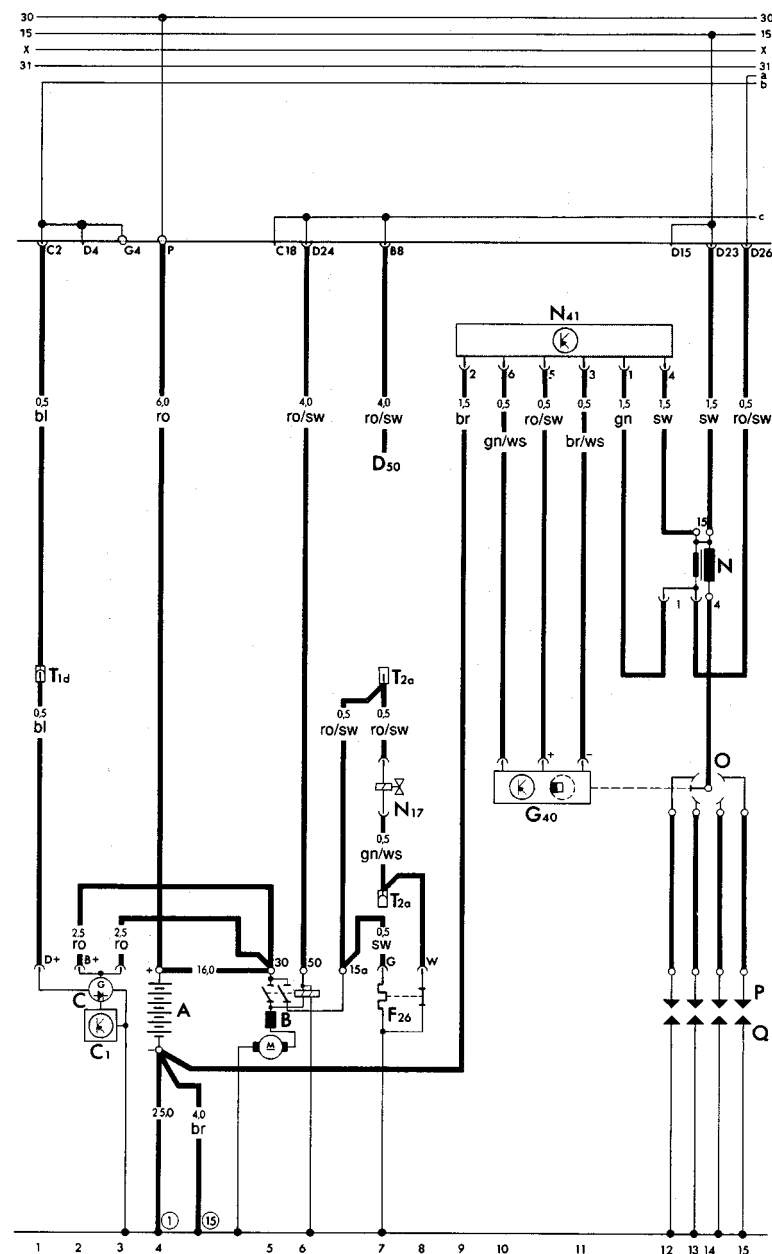 30 30
15 15
X X
31 31
a
b
c
C2 D4 G4 P C18 D24 B8 D15 D23 D26
N41
2 6 5 3 1 4
0,5 6,0 4,0 4,0 1,5 0,5 0,5 0,5 1,5 1,5 1,5 0,5
bl ro ro/sw ro/sw br gn/ws ro/sw br/ws gn sw sw ro/sw
D50
15
N
1 4
T1d T2a
0,5 0,5 0,5
bl ro/sw ro/sw
+ −
O
N17
G40
0,5
gn/ws
T2a
2,5 2,5 0,5
ro ro sw
D+ B+ + 16,0 30 50 15a G W
G
C A B F26 P
C1 M Q
−
25,0 4,0
br
1 15
1 2 3 4 5 6 7 8 9 10 11 12 13 14 15